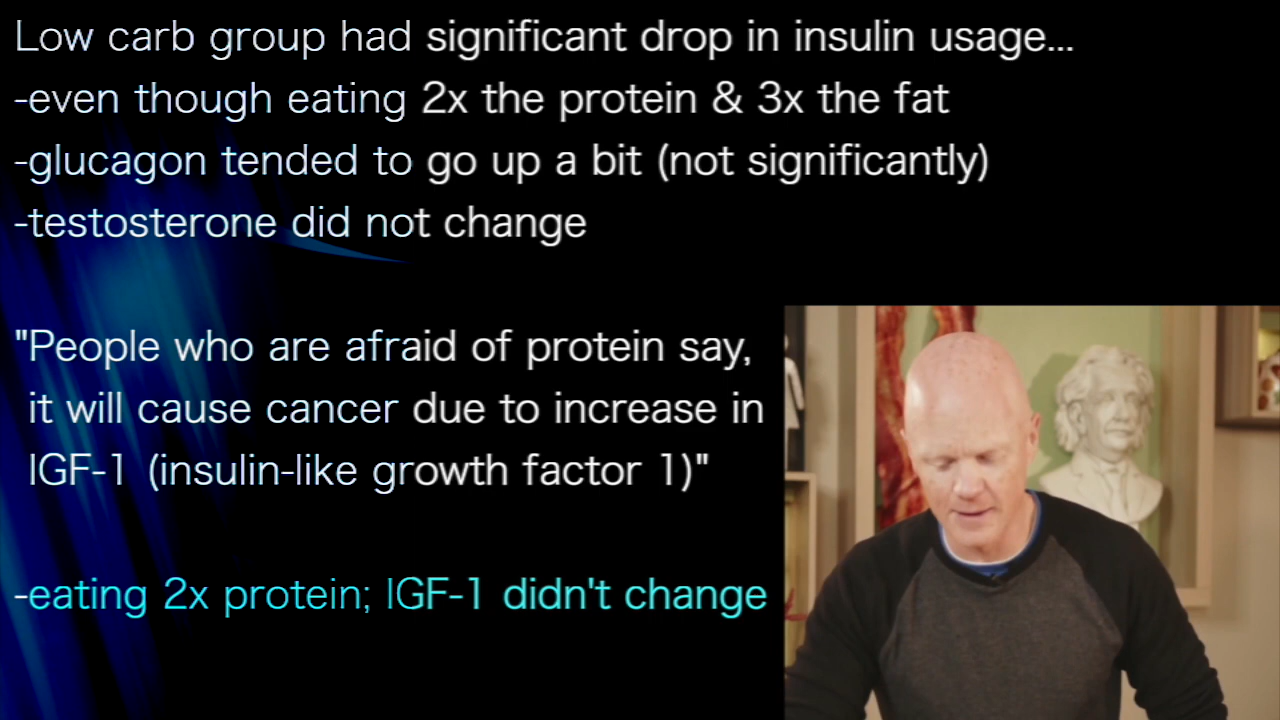 Low carb group had significant drop in insulin usage...
-even though eating 2x the protein & 3x the fat
-glucagon tended to go up a bit (not significantly)
-testosterone did not change
"People who are afraid of protein say,
it will cause cancer due to increase in
IGF-1 (insulin-like growth factor 1)"
-eating 2x protein; IGF-1 didn't change